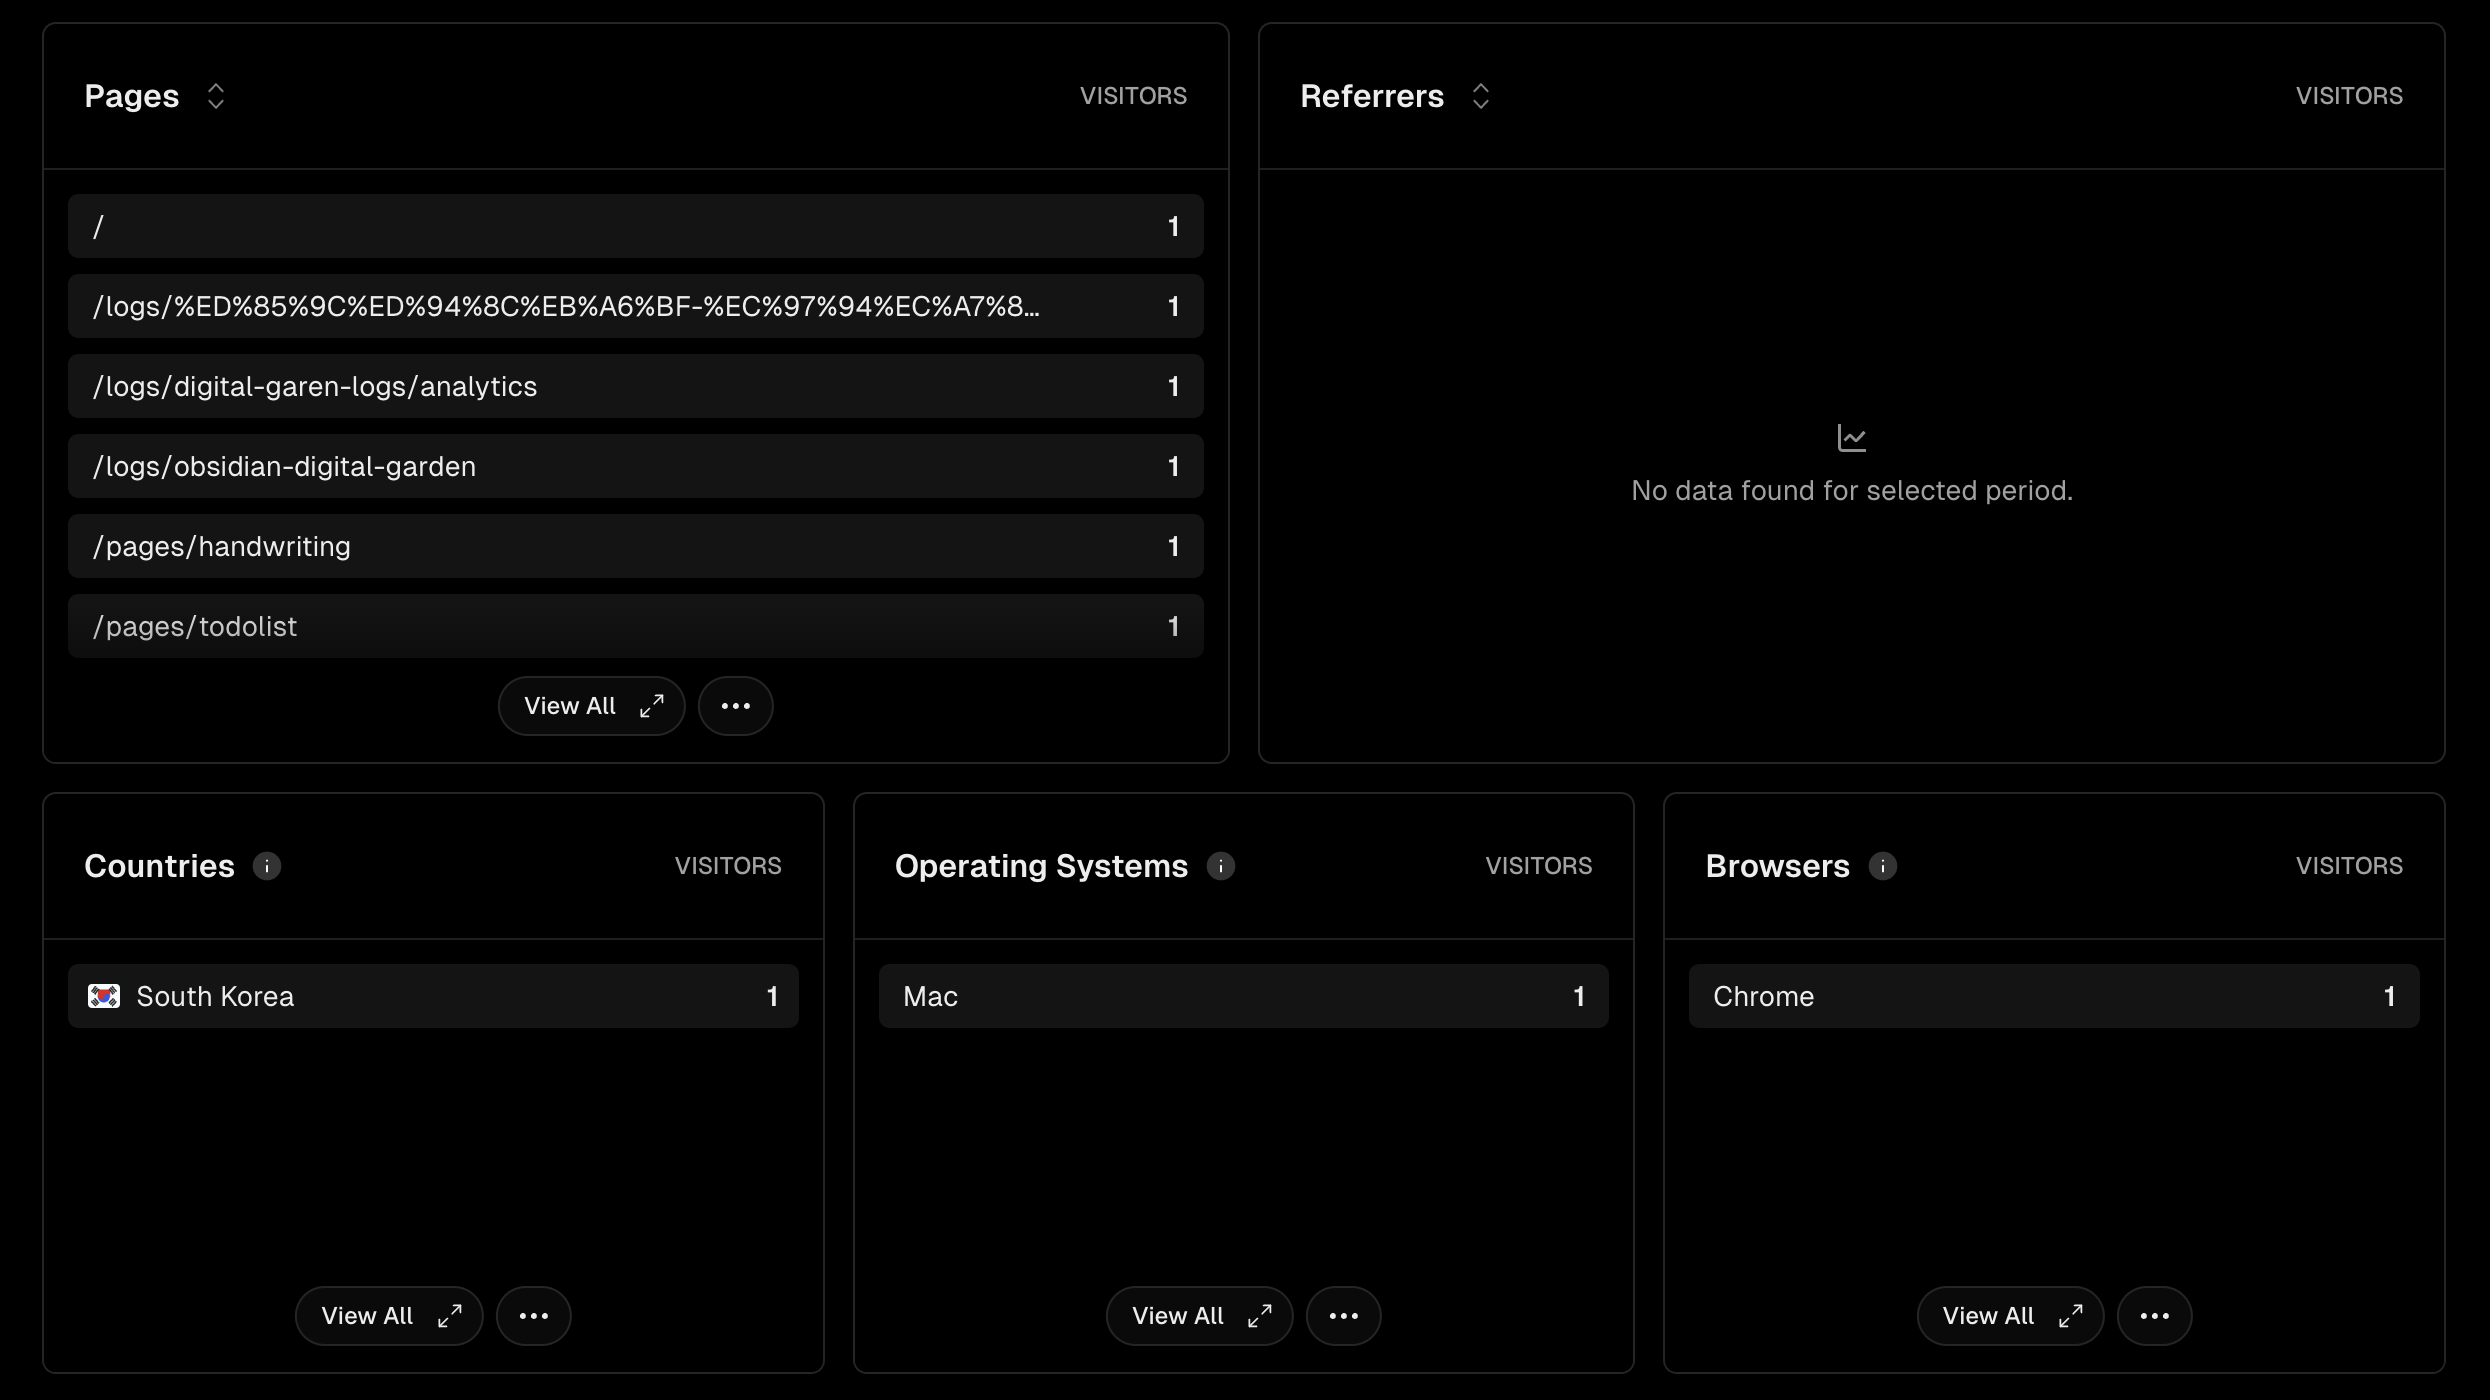 Pages
VISITORS
/
1
/logs/%ED%85%9C%ED%94%8C%EB%A6%BF-%EC%97%94%EC%A7%8...
1
/logs/digital-garen-logs/analytics
1
/logs/obsidian-digital-garden
1
/pages/handwriting
1
/pages/todolist
1
View All
Referrers
VISITORS
No data found for selected period.
Countries
VISITORS
South Korea
1
View All
Operating Systems
VISITORS
Mac
1
View All
Browsers
VISITORS
Chrome
1
View All